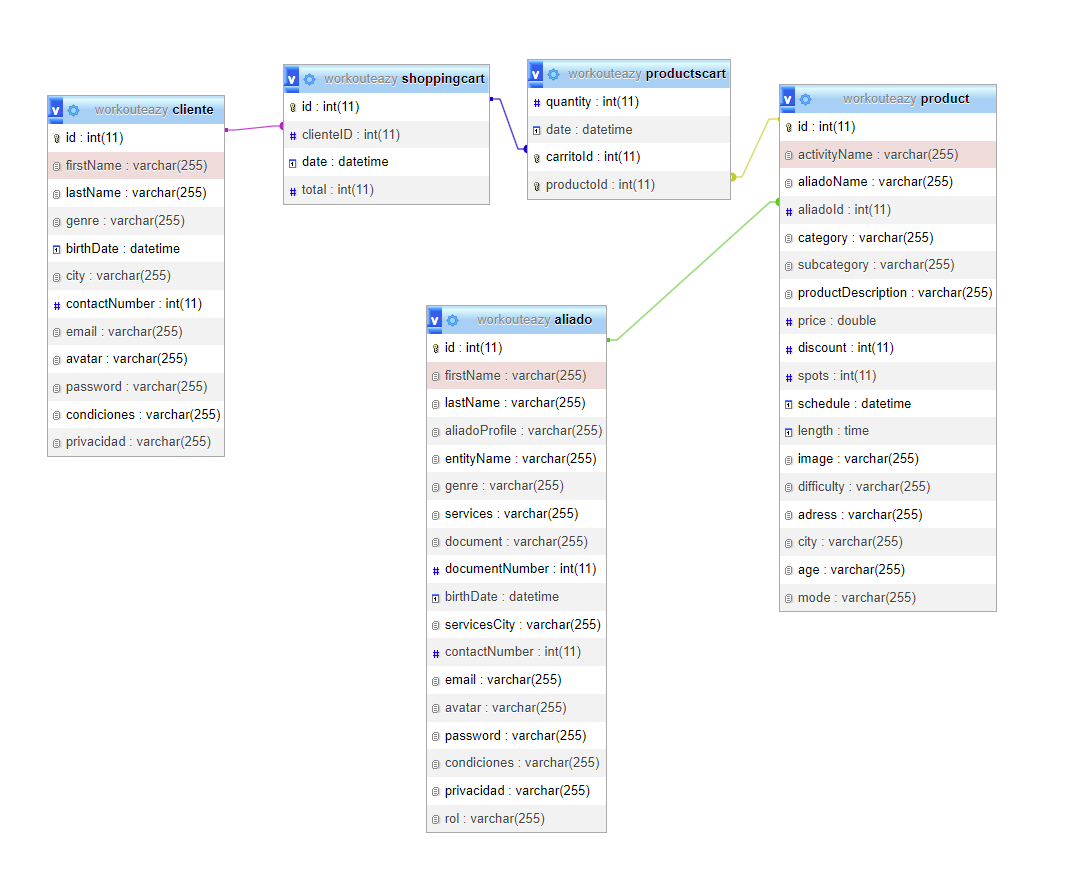 v workouteazy cliente
id : int(11)
firstName : varchar(255)
lastName : varchar(255)
genre : varchar(255)
birthDate : datetime
city : varchar(255)
# contactNumber : int(11)
email : varchar(255)
avatar : varchar(255)
password : varchar(255)
condiciones : varchar(255)
privacidad : varchar(255)
v workouteazy shoppingcart
id : int(11)
# clienteID : int(11)
date : datetime
# total : int(11)
v workouteazy productscart
# quantity : int(11)
date : datetime
carritoId : int(11)
productoId : int(11)
v workouteazy product
id : int(11)
activityName : varchar(255)
aliadoName : varchar(255)
# aliadoId : int(11)
category : varchar(255)
subcategory : varchar(255)
productDescription : varchar(255)
# price : double
# discount : int(11)
# spots : int(11)
schedule : datetime
length : time
image : varchar(255)
difficulty : varchar(255)
adress : varchar(255)
city : varchar(255)
age : varchar(255)
mode : varchar(255)
v workouteazy aliado
id : int(11)
firstName : varchar(255)
lastName : varchar(255)
aliadoProfile : varchar(255)
entityName : varchar(255)
genre : varchar(255)
services : varchar(255)
document : varchar(255)
# documentNumber : int(11)
birthDate : datetime
servicesCity : varchar(255)
# contactNumber : int(11)
email : varchar(255)
avatar : varchar(255)
password : varchar(255)
condiciones : varchar(255)
privacidad : varchar(255)
rol : varchar(255)